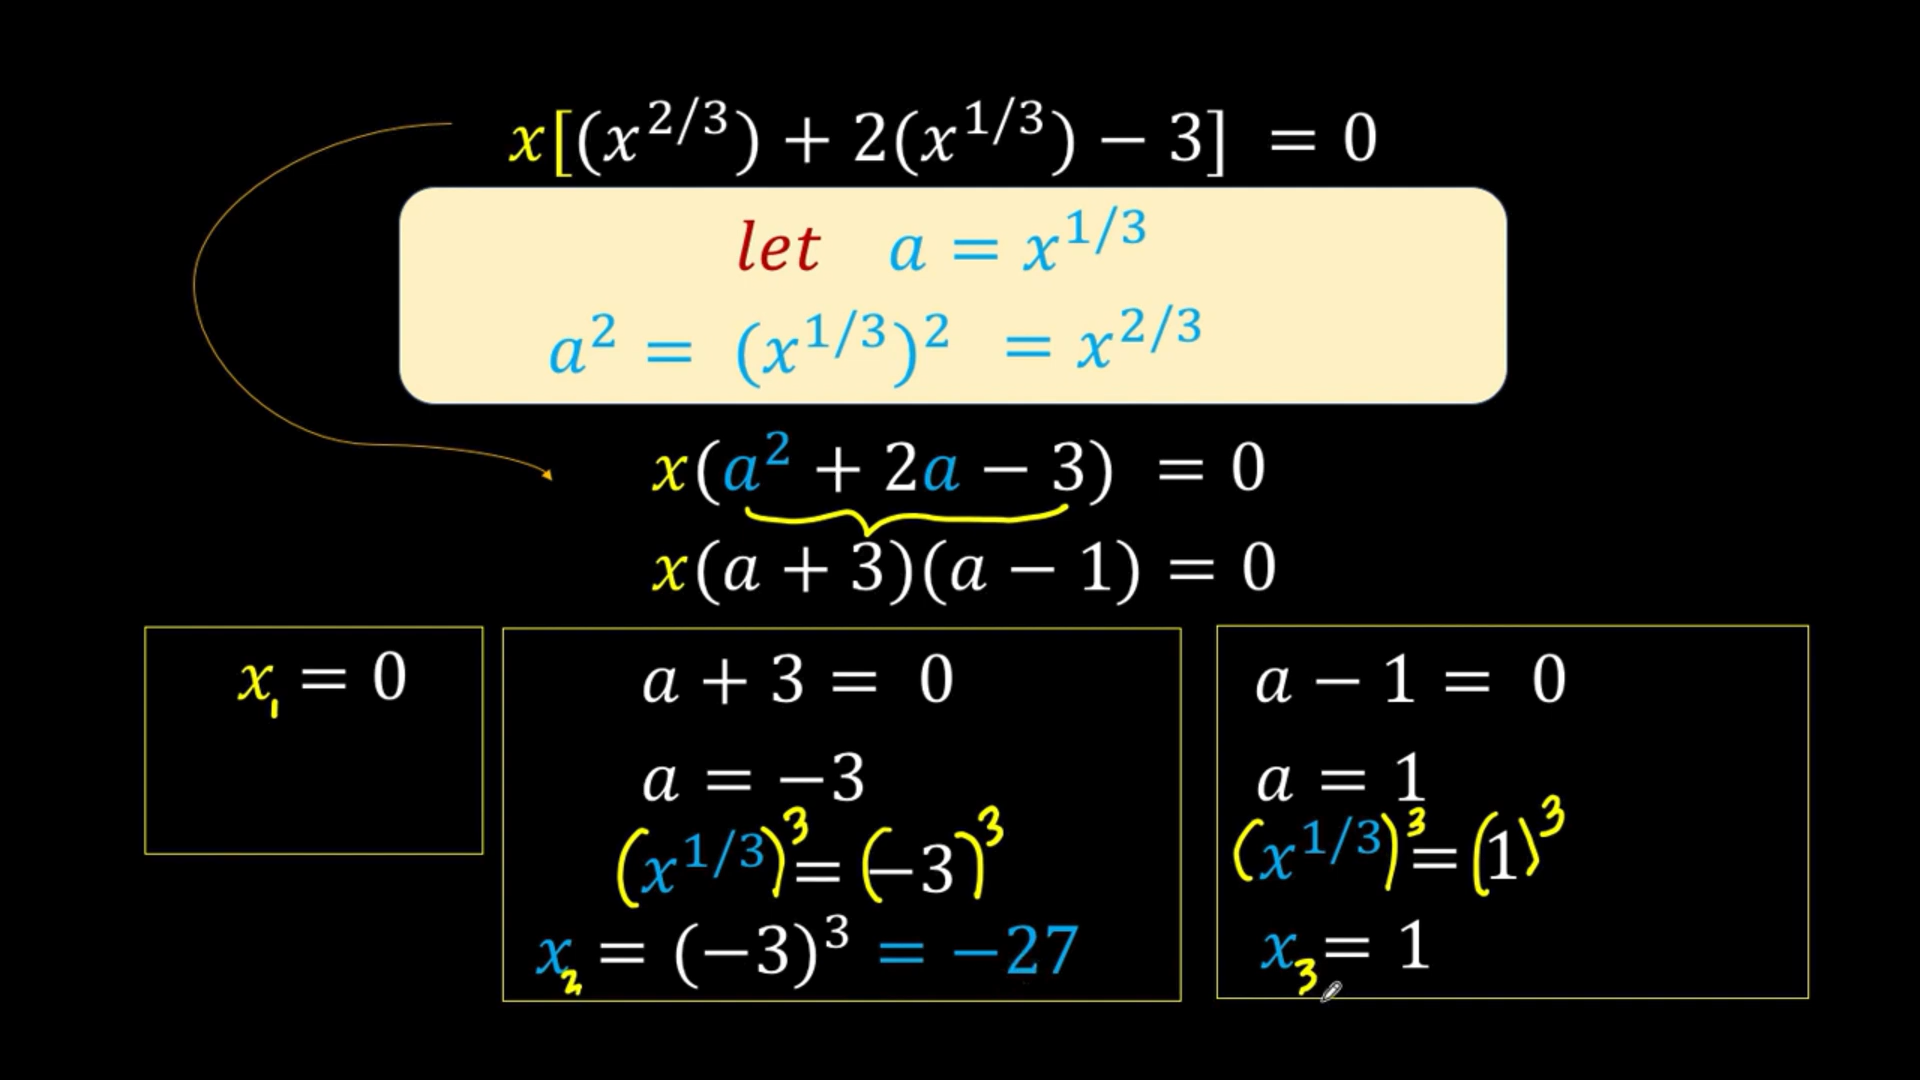 x[(x^{2/3}) + 2(x^{1/3}) − 3] = 0
let a = x^{1/3}
a² = (x^{1/3})² = x^{2/3}
x(a² + 2a − 3) = 0
x(a + 3)(a − 1) = 0
x₁ = 0
a + 3 = 0
a = −3
(x^{1/3})³ = (−3)³
x₂ = (−3)³ = −27
a − 1 = 0
a = 1
(x^{1/3})³ = (1)³
x₃ = 1